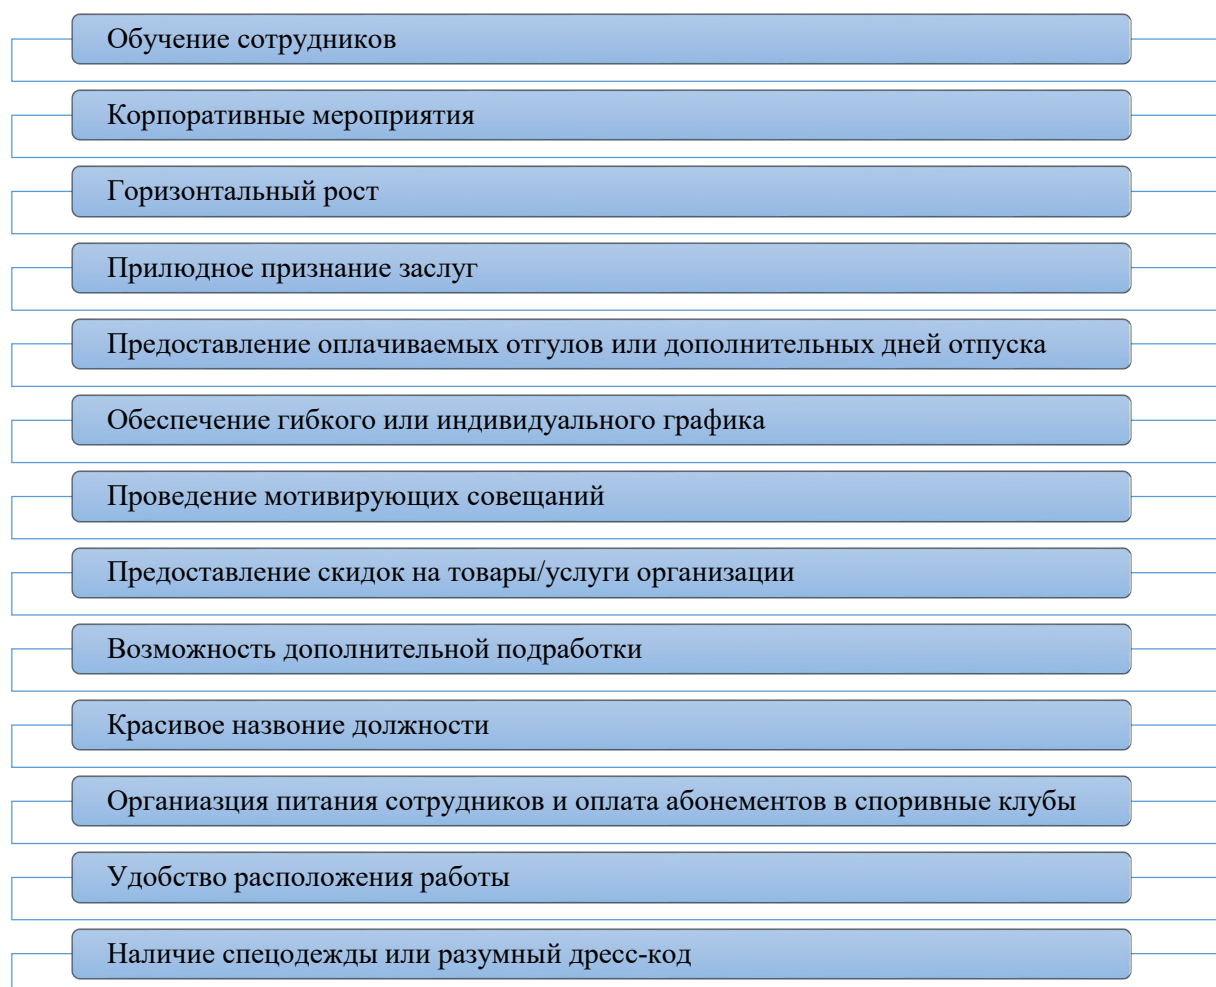 Обучение сотрудников
Корпоративные мероприятия
Горизонтальный рост
Прилюдное признание заслуг
Предоставление оплачиваемых отгулов или дополнительных дней отпуска
Обеспечение гибкого или индивидуального графика
Проведение мотивирующих совещаний
Предоставление скидок на товары/услуги организации
Возможность дополнительной подработки
Красивое назвоние должности
Органиазция питания сотрудников и оплата абонементов в споривные клубы
Удобство расположения работы
Наличие спецодежды или разумный дресс-код